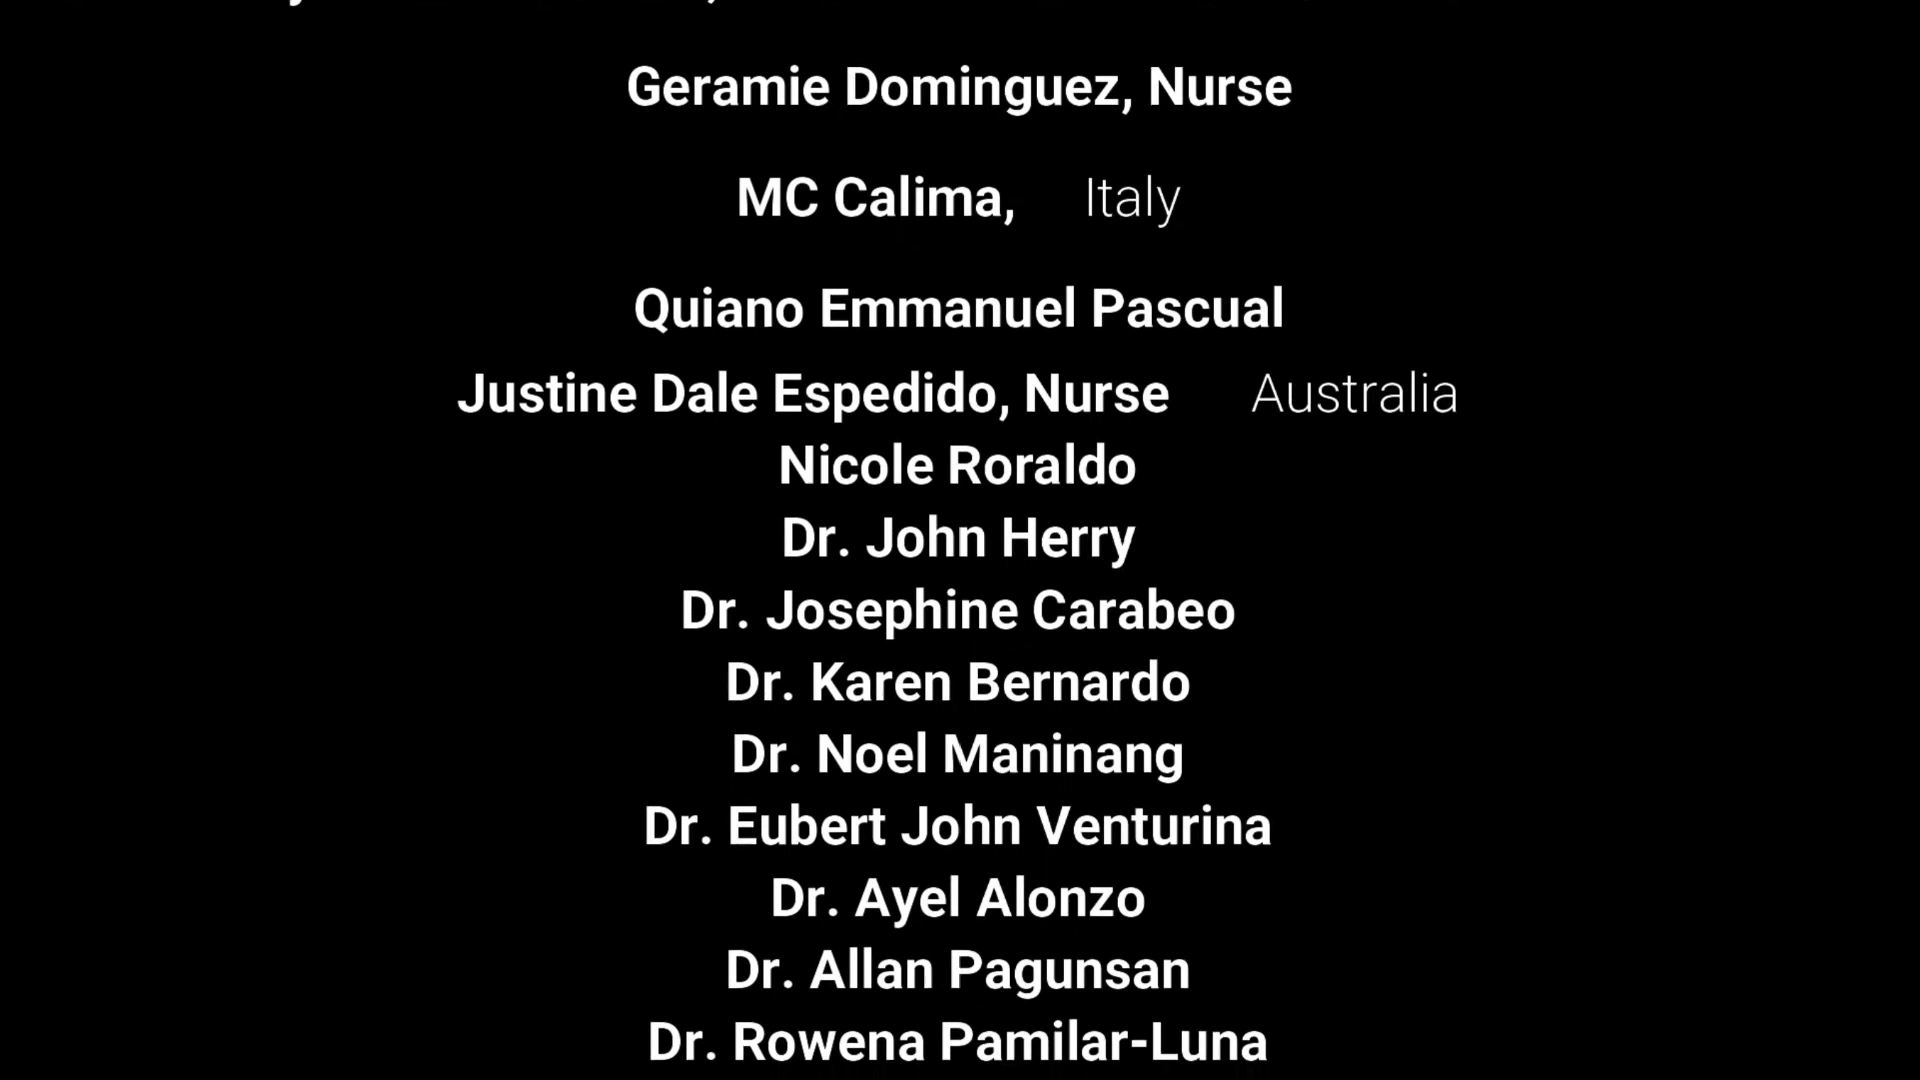 Geramie Dominguez, Nurse
MC Calima, Italy
Quiano Emmanuel Pascual
Justine Dale Espedido, Nurse Australia
Nicole Roraldo
Dr. John Herry
Dr. Josephine Carabeo
Dr. Karen Bernardo
Dr. Noel Maninang
Dr. Eubert John Venturina
Dr. Ayel Alonzo
Dr. Allan Pagunsan
Dr. Rowena Pamilar-Luna